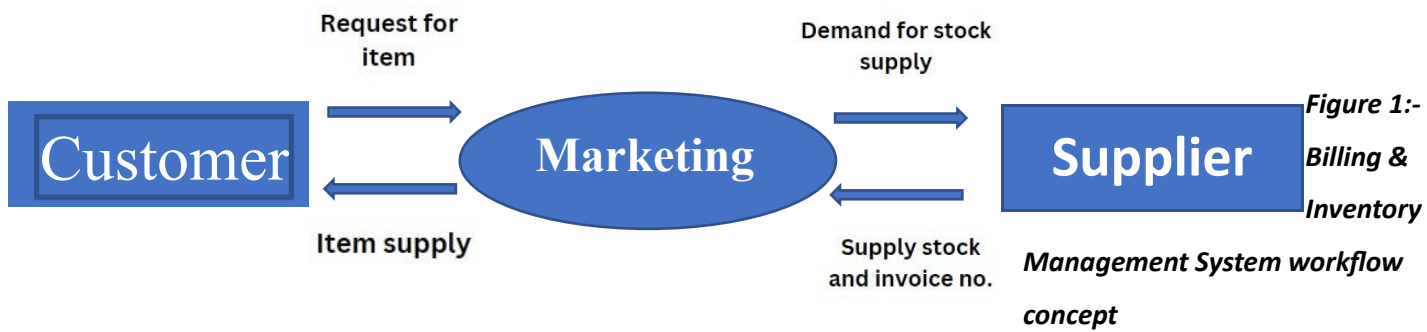 Request for
item
Demand for stock
supply
Customer
Marketing
Supplier
Item supply
Supply stock
and invoice no.
Figure 1:-
Billing &
Inventory
Management System workflow
concept